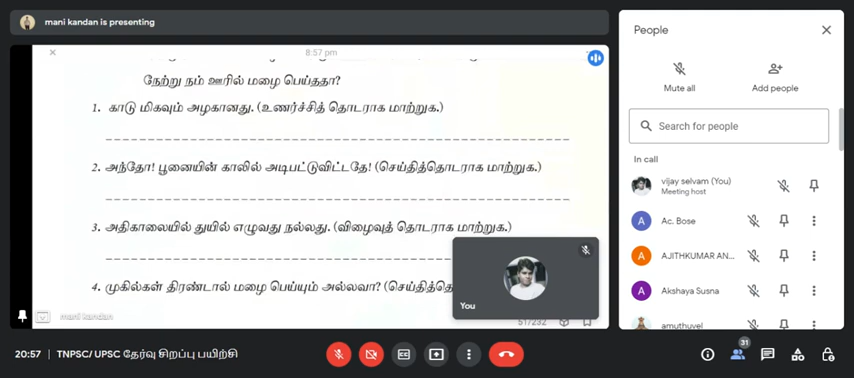 mani kandan is presenting
8:57 pm
நேற்று நம் ஊரில் மழை பெய்ததா?
1. காடு மிகவும் அழகானது. (உணர்ச்சித் தொடராக மாற்றுக.)
2. அந்தோ! பூனையின் காலில் அடிபட்டுவிட்டதே! (செய்தித்தொடராக மாற்றுக.)
3. அதிகாலையில் துயில் எழுவது நல்லது. (விழைவுத் தொடராக மாற்றுக.)
4. முகில்கள் திரண்டால் மழை பெய்யும் அல்லவா? (செய்தித்தொ
You
mani kandan
51/232
People
Mute all
Add people
Search for people
In call
vijay selvam (You)
Meeting host
A
Ac. Bose
A
AJITHKUMAR AN...
A
Akshaya Susna
amuthuvel
20:57 | TNPSC/ UPSC தேர்வு சிறப்பு பயிற்சி
31